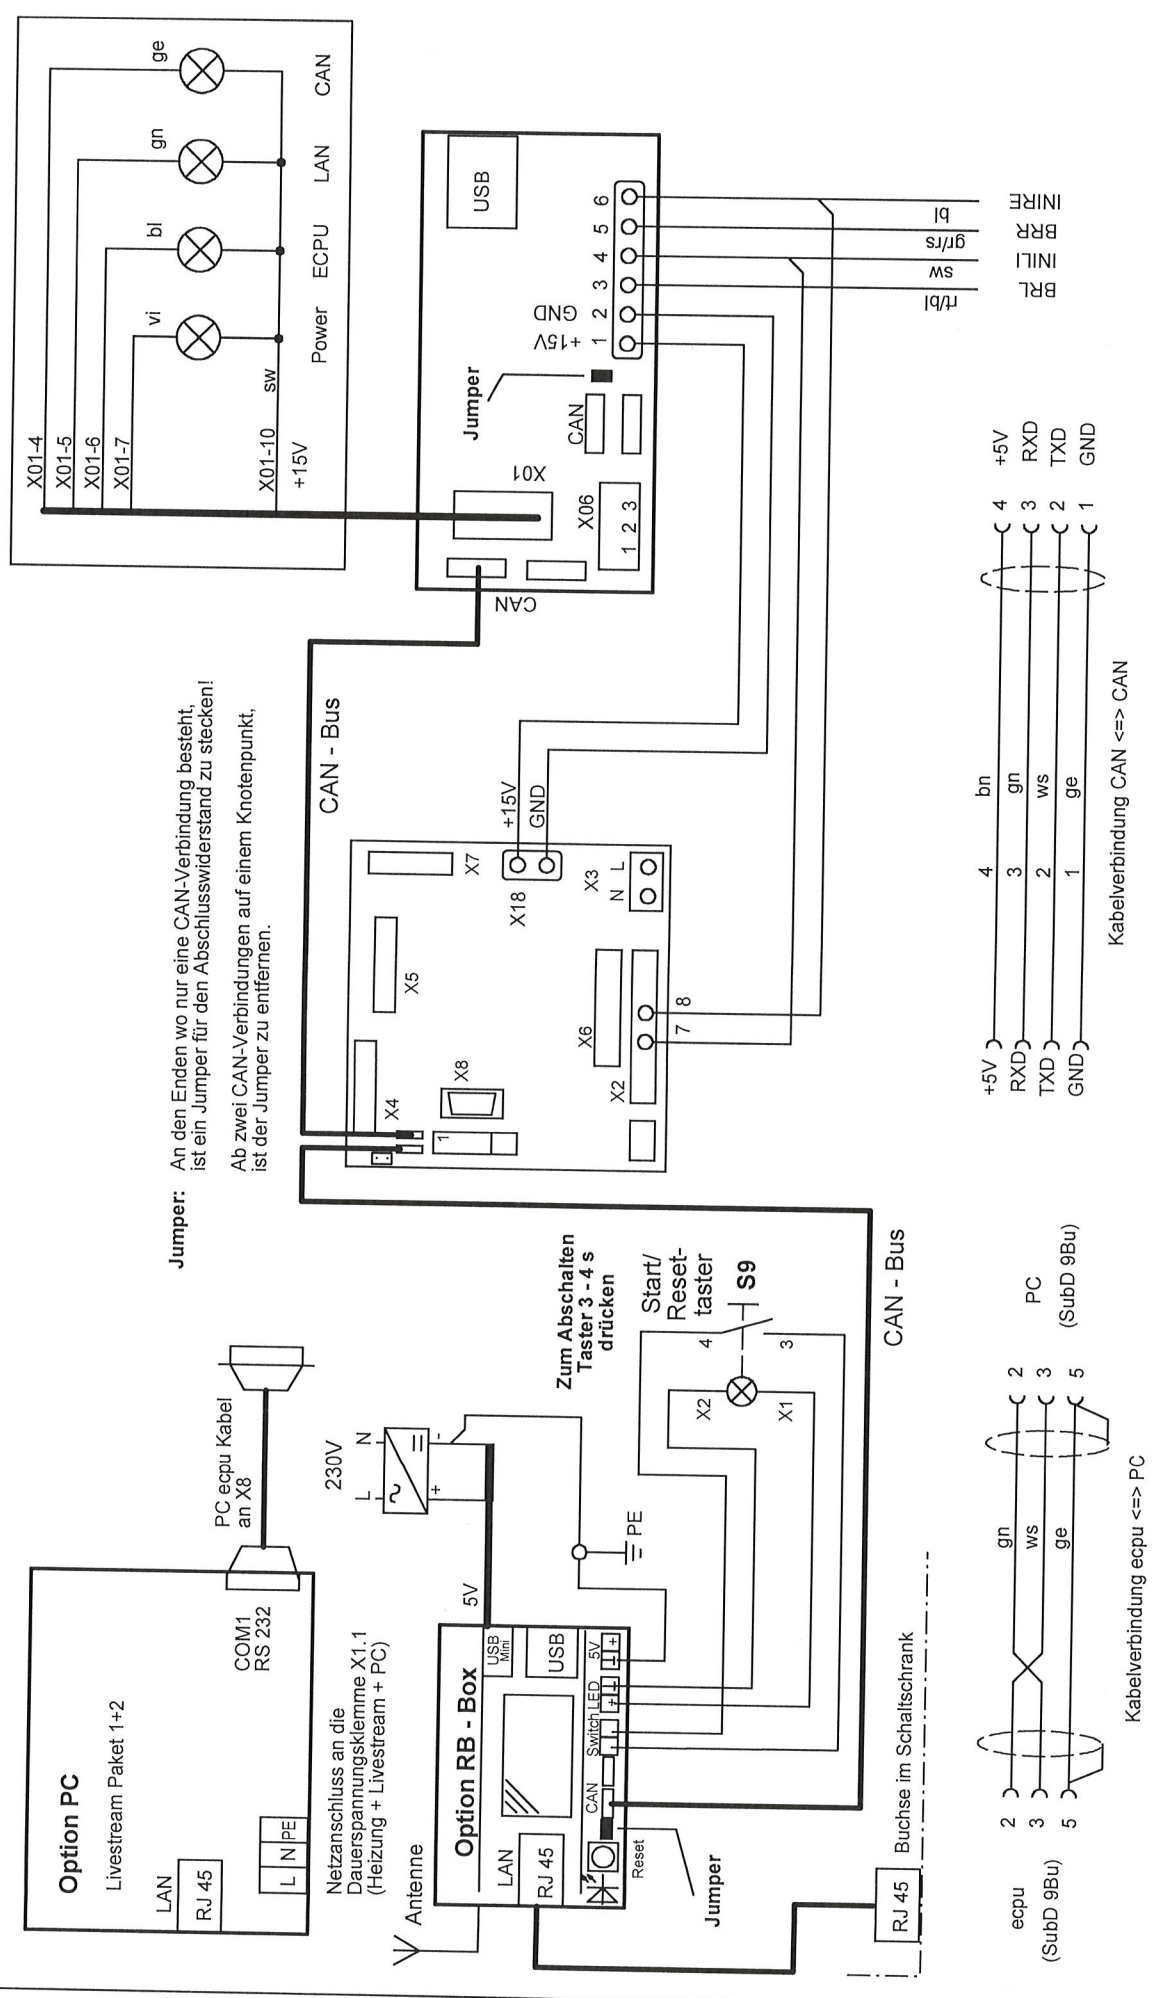 Option PC
Livestream Paket 1+2
LAN
RJ 45
L N PE
COM1
RS 232
PC ecpu Kabel
an X8
Netzanschluss an die
Dauerspannungsklemme X1.1
(Heizung + Livestream + PC)
Antenne
Option RB - Box
LAN
RJ 45
USB
Mini
USB
5V
230V
L
N
+
-
PE
Reset
CAN
Switch
LED
5V
+
-
-
+
Jumper
RJ 45
Buchse im Schaltschrank
Zum Abschalten
Taster 3 - 4 s
drücken
Start/
Reset-
taster
S9
4
3
X2
X1
CAN - Bus
Jumper:
An den Enden wo nur eine CAN-Verbindung besteht,
ist ein Jumper für den Abschlusswiderstand zu stecken!
Ab zwei CAN-Verbindungen auf einem Knotenpunkt,
ist der Jumper zu entfernen.
CAN - Bus
X4
X5
X7
X8
1
X18
+15V
GND
X3
N L
X6
X2
7
8
X01-4
X01-5
X01-6
X01-7
X01-10
+15V
sw
vi
bl
gn
ge
Power
ECPU
LAN
CAN
CAN
X01
X06
1 2 3
CAN
Jumper
USB
+15V
GND
1 2 3 4 5 6
rt/bl
sw
gr/rs
bl
BRL
INILI
BRR
INIRE
ecpu
(SubD 9Bu)
2
3
5
gn
ws
ge
2
3
5
PC
(SubD 9Bu)
Kabelverbindung ecpu <=> PC
+5V 4 bn 4 +5V
RXD 3 gn 3 RXD
TXD 2 ws 2 TXD
GND 1 ge 1 GND
Kabelverbindung CAN <=> CAN